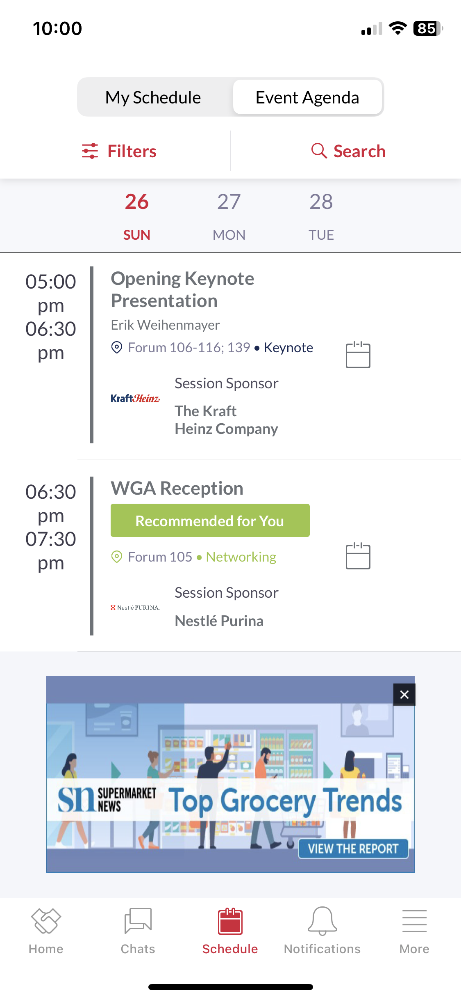 10:00
85
My Schedule
Event Agenda
Filters
Search
26
27
28
SUN
MON
TUE
05:00
pm
06:30
pm
Opening Keynote
Presentation
Erik Weihenmayer
Forum 106-116; 139 • Keynote
Session Sponsor
KraftHeinz
The Kraft
Heinz Company
06:30
pm
07:30
pm
WGA Reception
Recommended for You
Forum 105 • Networking
Session Sponsor
Nestlé PURINA.
Nestlé Purina
sn SUPERMARKET
NEWS
Top Grocery Trends
VIEW THE REPORT
Home
Chats
Schedule
Notifications
More